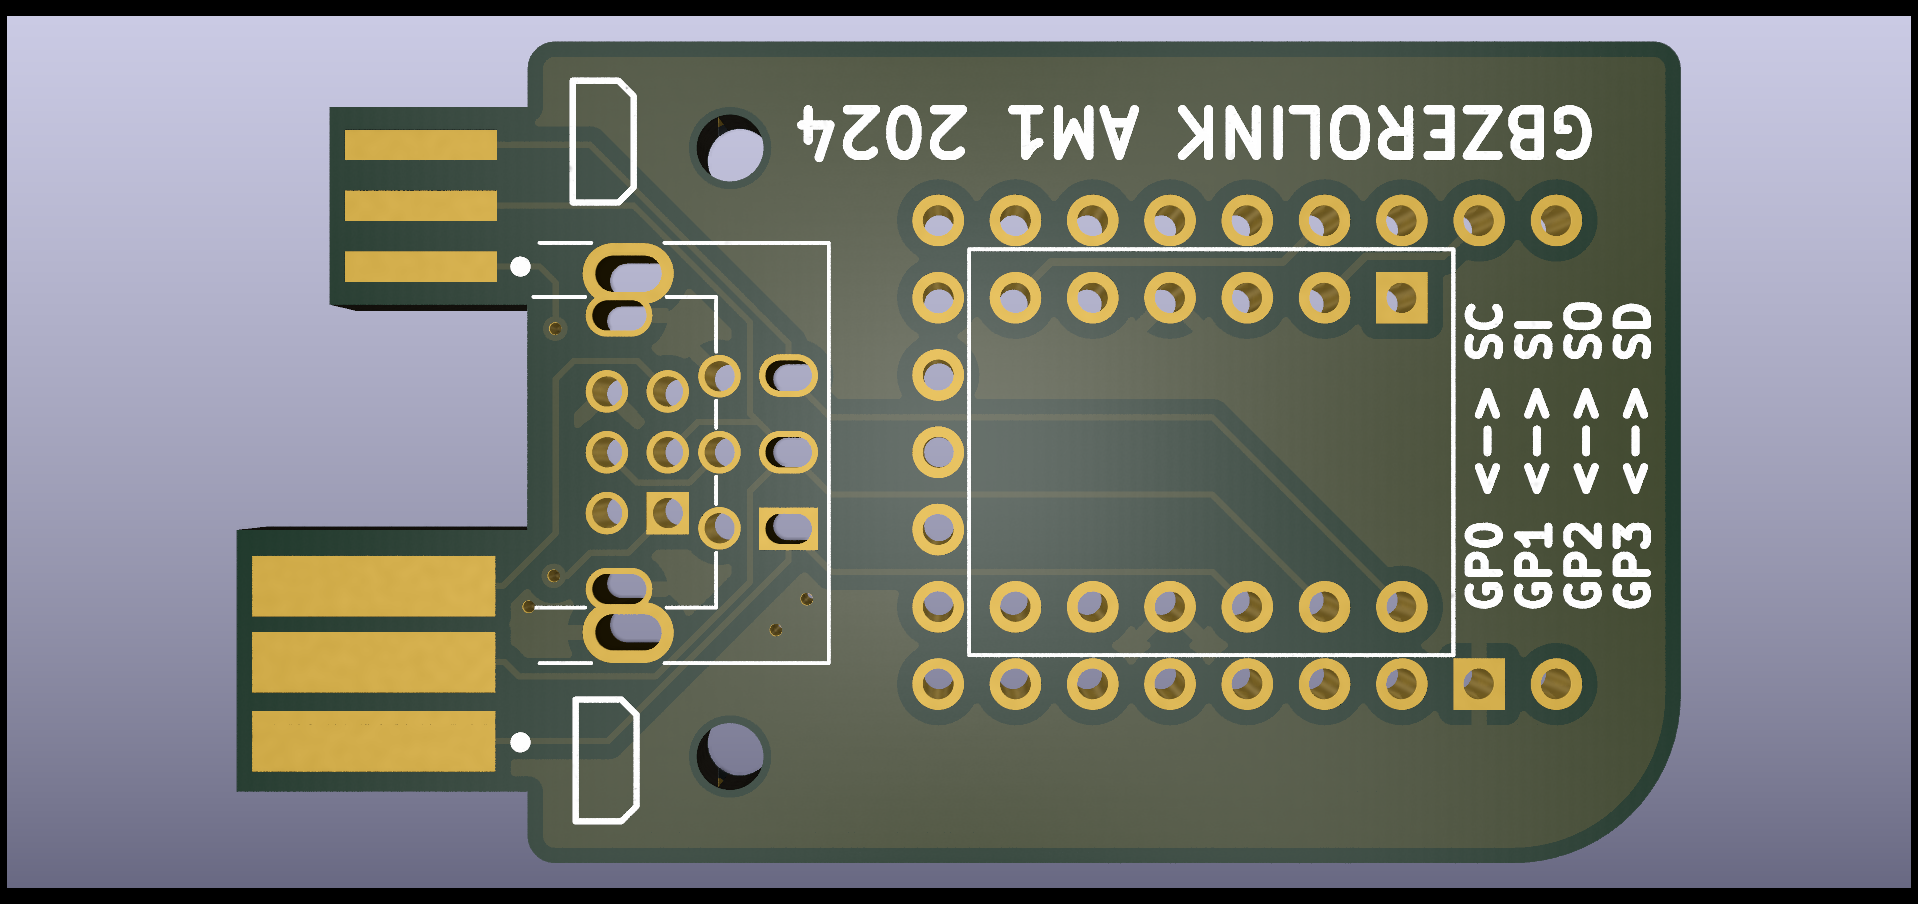 GBZEROLINK AM1 2024
GP0 <--> SC
GP1 <--> SI
GP2 <--> SO
GP3 <--> SD